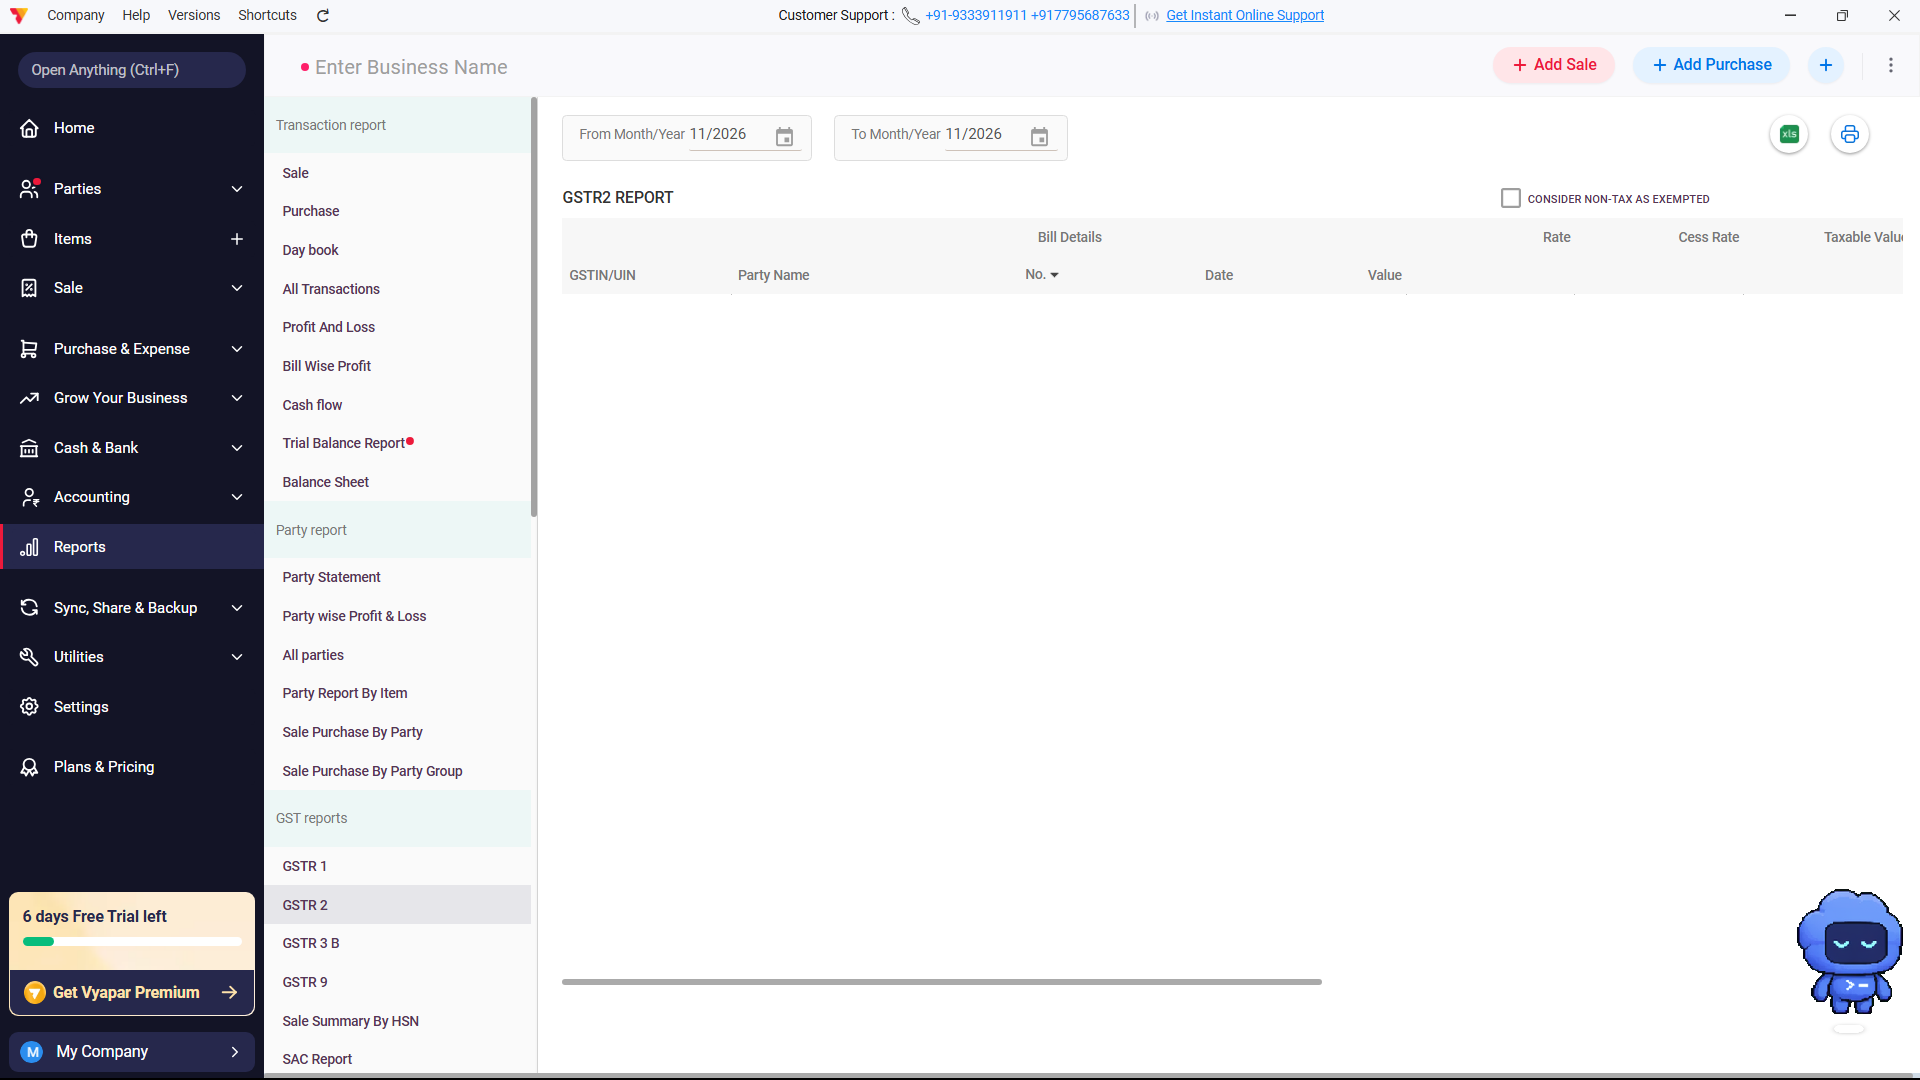 Company Help Versions Shortcuts
Customer Support : +91-9333911911 +917795687633 Get Instant Online Support
Open Anything (Ctrl+F)
Home
Parties
Items
Sale
Purchase & Expense
Grow Your Business
Cash & Bank
Accounting
Reports
Sync, Share & Backup
Utilities
Settings
Plans & Pricing
6 days Free Trial left
Get Vyapar Premium
M My Company
Enter Business Name
Add Sale
Add Purchase
Transaction report
Sale
Purchase
Day book
All Transactions
Profit And Loss
Bill Wise Profit
Cash flow
Trial Balance Report
Balance Sheet
Party report
Party Statement
Party wise Profit & Loss
All parties
Party Report By Item
Sale Purchase By Party
Sale Purchase By Party Group
GST reports
GSTR 1
GSTR 2
GSTR 3 B
GSTR 9
Sale Summary By HSN
SAC Report
From Month/Year 11/2026
To Month/Year 11/2026
xls
GSTR2 REPORT
CONSIDER NON-TAX AS EXEMPTED
Bill Details Rate Cess Rate Taxable Valu
GSTIN/UIN Party Name No. Date Value